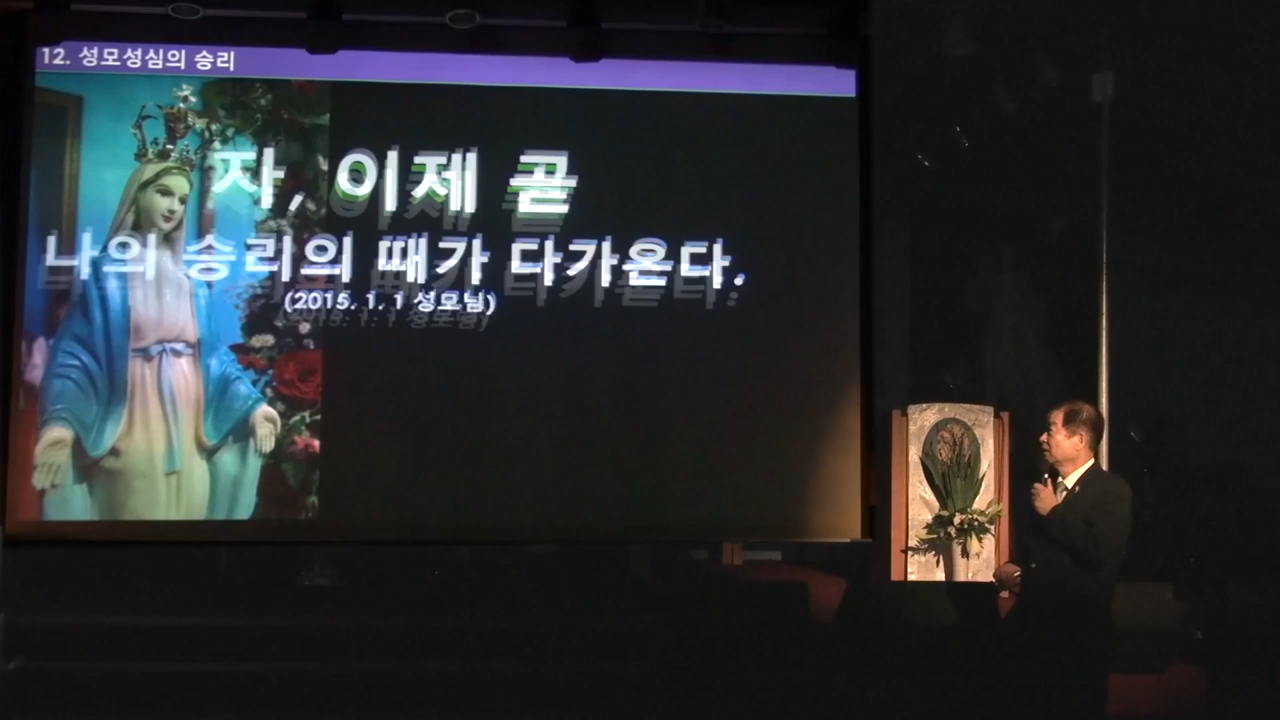 12. 성모성심의 승리
자, 이제 곧
나의 승리의 때가 다가온다.
(2015. 1. 1 성모님)